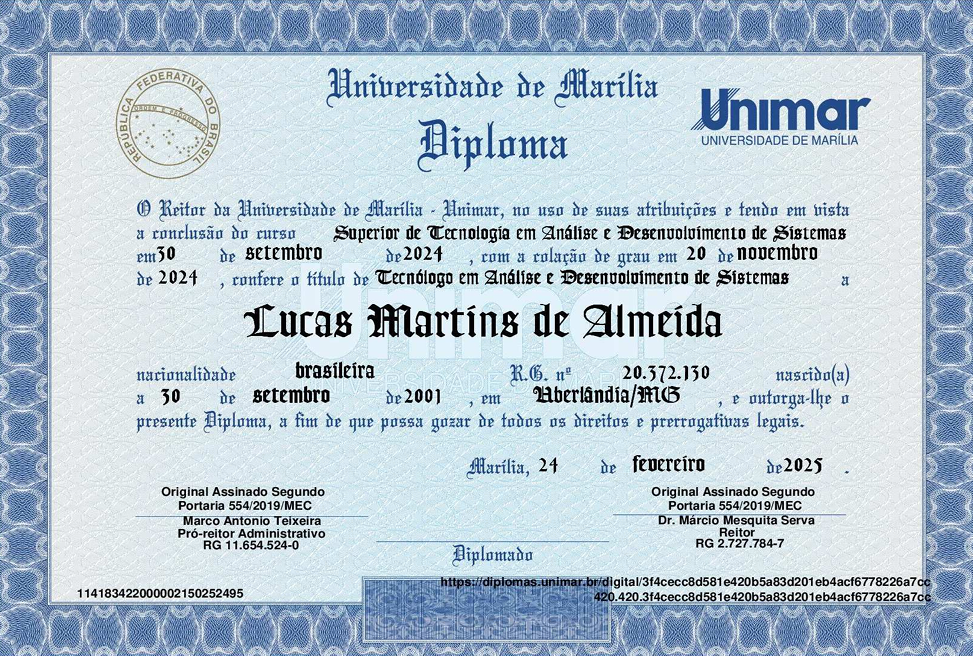 REPÚBLICA FEDERATIVA DO BRASIL
ORDEM E PROGRESSO
Universidade de Marília
Diploma
Unimar
UNIVERSIDADE DE MARÍLIA
O Reitor da Universidade de Marília - Unimar, no uso de suas atribuições e tendo em vista
a conclusão do curso Superior de Tecnologia em Análise e Desenvolvimento de Sistemas
em 30 de setembro de 2024 , com a colação de grau em 20 de novembro
de 2024 , confere o título de Tecnólogo em Análise e Desenvolvimento de Sistemas a
Unimar
Lucas Martins de Almeida
nacionalidade brasileira R.G. nº 20.372.130 nascido(a)
a 30 de setembro de 2001 , em Uberlândia/MG , e outorga-lhe o
presente Diploma, a fim de que possa gozar de todos os direitos e prerrogativas legais.
Marília, 24 de fevereiro de 2025 .
Original Assinado Segundo
Portaria 554/2019/MEC
Marco Antonio Teixeira
Pró-reitor Administrativo
RG 11.654.524-0
Original Assinado Segundo
Portaria 554/2019/MEC
Dr. Márcio Mesquita Serva
Reitor
RG 2.727.784-7
Diplomado
https://diplomas.unimar.br/digital/3f4cecc8d581e420b5a83d201eb4acf6778226a7cc
420.420.3f4cecc8d581e420b5a83d201eb4acf6778226a7cc
114183422000002150252495